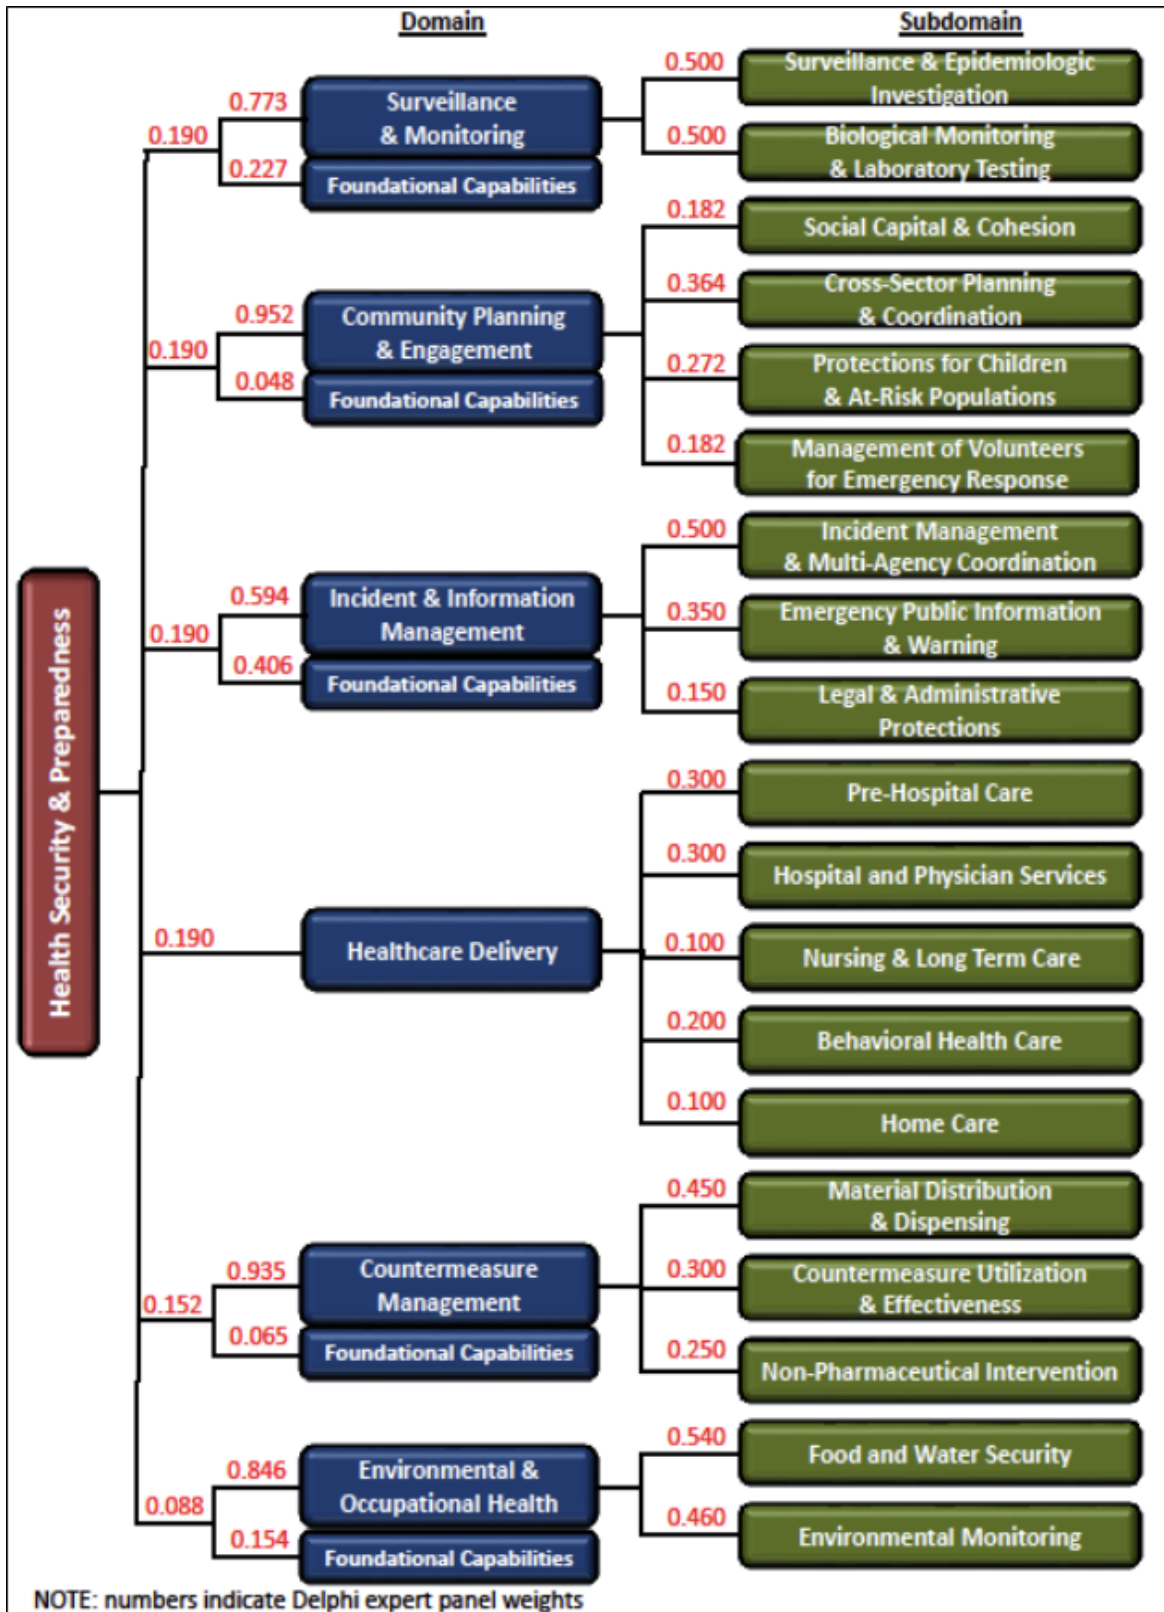 Domain
Subdomain
Health Security & Preparedness
0.190
0.773
Surveillance
& Monitoring
0.227
Foundational Capabilities
0.500
Surveillance & Epidemiologic
Investigation
0.500
Biological Monitoring
& Laboratory Testing
0.190
0.952
Community Planning
& Engagement
0.048
Foundational Capabilities
0.182
Social Capital & Cohesion
0.364
Cross-Sector Planning
& Coordination
0.272
Protections for Children
& At-Risk Populations
0.182
Management of Volunteers
for Emergency Response
0.190
0.594
Incident & Information
Management
0.406
Foundational Capabilities
0.500
Incident Management
& Multi-Agency Coordination
0.350
Emergency Public Information
& Warning
0.150
Legal & Administrative
Protections
0.190
Healthcare Delivery
0.300
Pre-Hospital Care
0.300
Hospital and Physician Services
0.100
Nursing & Long Term Care
0.200
Behavioral Health Care
0.100
Home Care
0.152
0.935
Countermeasure
Management
0.065
Foundational Capabilities
0.450
Material Distribution
& Dispensing
0.300
Countermeasure Utilization
& Effectiveness
0.250
Non-Pharmaceutical Intervention
0.088
0.846
Environmental &
Occupational Health
0.154
Foundational Capabilities
0.540
Food and Water Security
0.460
Environmental Monitoring
NOTE: numbers indicate Delphi expert panel weights